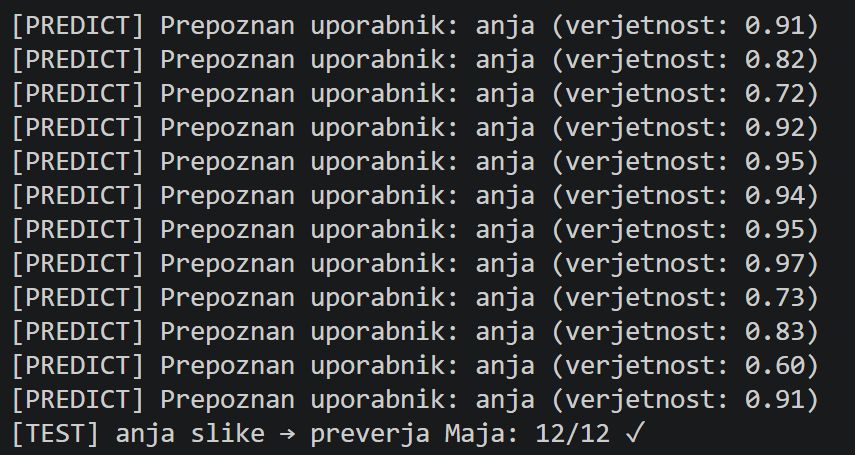 [PREDICT] Prepoznan uporabnik: anja (verjetnost: 0.91)
[PREDICT] Prepoznan uporabnik: anja (verjetnost: 0.82)
[PREDICT] Prepoznan uporabnik: anja (verjetnost: 0.72)
[PREDICT] Prepoznan uporabnik: anja (verjetnost: 0.92)
[PREDICT] Prepoznan uporabnik: anja (verjetnost: 0.95)
[PREDICT] Prepoznan uporabnik: anja (verjetnost: 0.94)
[PREDICT] Prepoznan uporabnik: anja (verjetnost: 0.95)
[PREDICT] Prepoznan uporabnik: anja (verjetnost: 0.97)
[PREDICT] Prepoznan uporabnik: anja (verjetnost: 0.73)
[PREDICT] Prepoznan uporabnik: anja (verjetnost: 0.83)
[PREDICT] Prepoznan uporabnik: anja (verjetnost: 0.60)
[PREDICT] Prepoznan uporabnik: anja (verjetnost: 0.91)
[TEST] anja slike → preverja Maja: 12/12 ✓